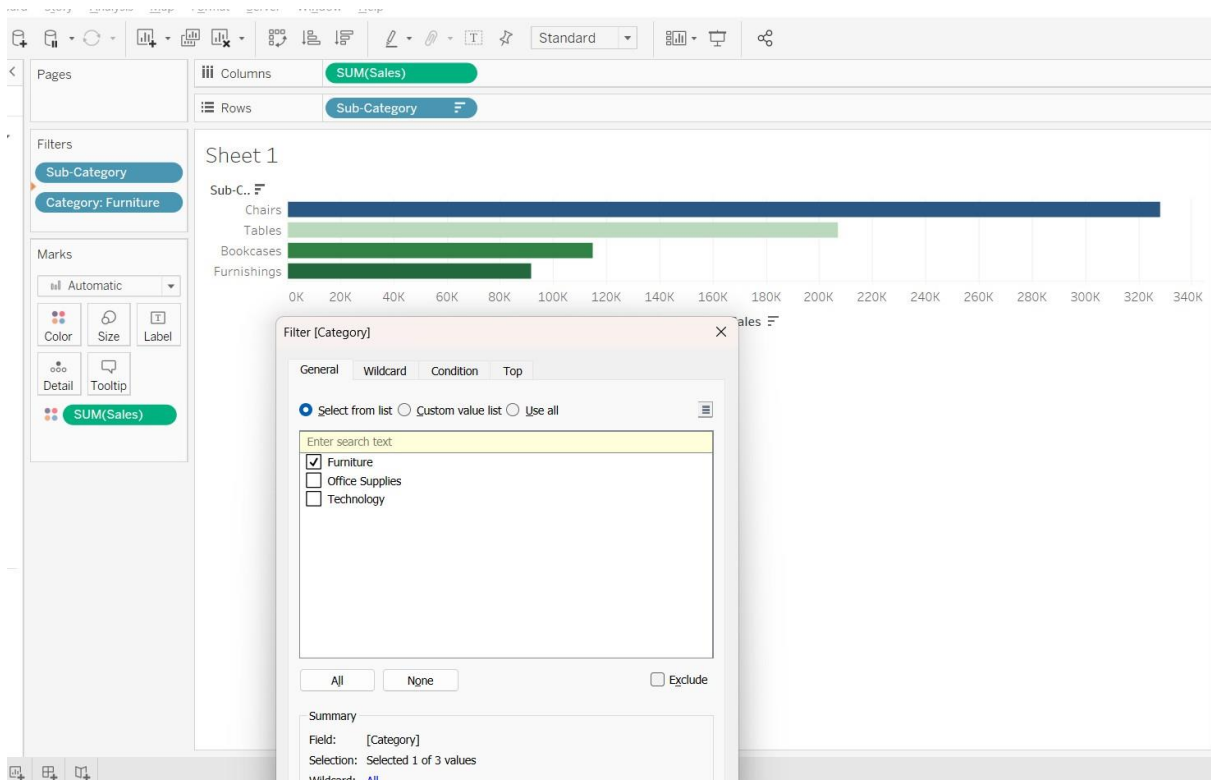 Standard
Pages
Columns
SUM(Sales)
Rows
Sub-Category
Filters
Sub-Category
Category: Furniture
Marks
Automatic
Color
Size
Label
Detail
Tooltip
SUM(Sales)
Sheet 1
Sub-C..
Chairs
Tables
Bookcases
Furnishings
0K 20K 40K 60K 80K 100K 120K 140K 160K 180K 200K 220K 240K 260K 280K 300K 320K 340K
ales
Filter [Category]
General Wildcard Condition Top
Select from list Custom value list Use all
Enter search text
Furniture
Office Supplies
Technology
All None Exclude
Summary
Field: [Category]
Selection: Selected 1 of 3 values
Wildcard: All